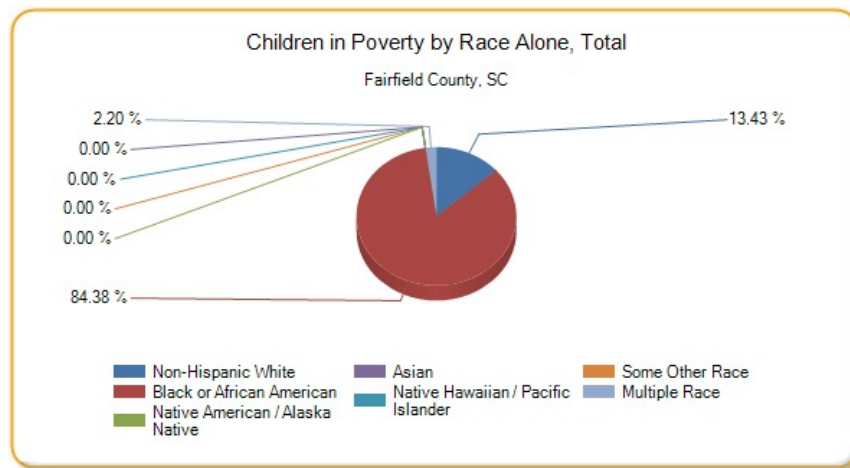 Children in Poverty by Race Alone, Total
Fairfield County, SC
2.20 %
13.43 %
0.00 %
0.00 %
0.00 %
0.00 %
84.38 %
Non-Hispanic White
Asian
Some Other Race
Black or African American
Native Hawaiian / Pacific
Islander
Multiple Race
Native American / Alaska
Native